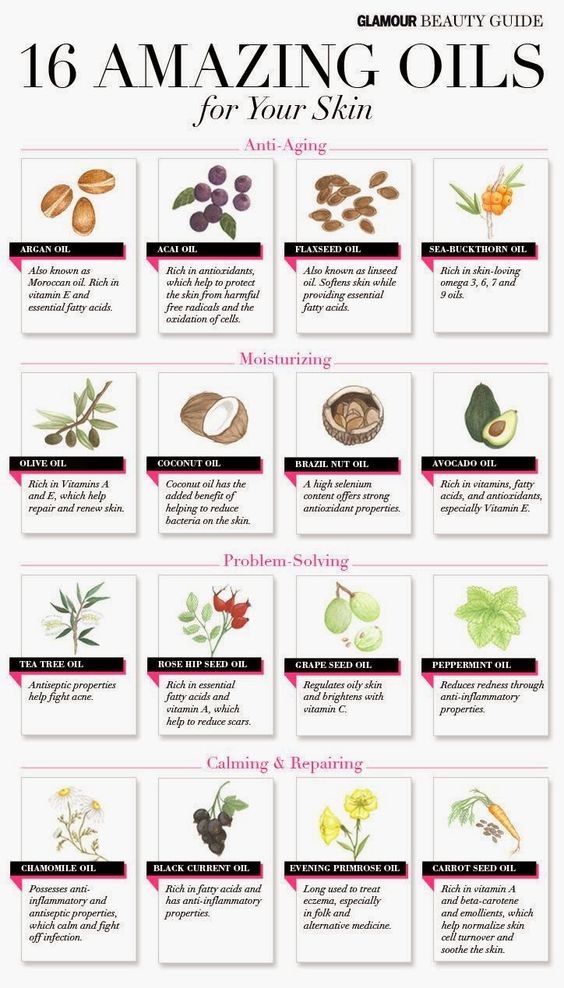 GLAMOUR BEAUTY GUIDE
16 AMAZING OILS
for Your Skin
Anti-Aging
ARGAN OIL
Also known as
Moroccan oil. Rich in
vitamin E and
essential fatty acids.
ACAI OIL
Rich in antioxidants,
which help to protect
the skin from harmful
free radicals and the
oxidation of cells.
FLAXSEED OIL
Also known as linseed
oil. Softens skin while
providing essential
fatty acids.
SEA-BUCKTHORN OIL
Rich in skin-loving
omega 3, 6, 7 and
9 oils.
Moisturizing
OLIVE OIL
Rich in Vitamins A
and E, which help
repair and renew skin.
COCONUT OIL
Coconut oil has the
added benefit of
helping to reduce
bacteria on the skin.
BRAZIL NUT OIL
A high selenium
content offers strong
antioxidant properties.
AVOCADO OIL
Rich in vitamins, fatty
acids, and antioxidants,
especially Vitamin E.
Problem-Solving
TEA TREE OIL
Antiseptic properties
help fight acne.
ROSE HIP SEED OIL
Rich in essential
fatty acids and
vitamin A, which
help to reduce scars.
GRAPE SEED OIL
Regulates oily skin
and brightens with
vitamin C.
PEPPERMINT OIL
Reduces redness through
anti-inflammatory
properties.
Calming & Repairing
CHAMOMILE OIL
Possesses anti-
inflammatory and
antiseptic properties,
which calm and fight
off infection.
BLACK CURRENT OIL
Rich in fatty acids and
has anti-inflammatory
properties.
EVENING PRIMROSE OIL
Long used to treat
eczema, especially
in folk and
alternative medicine.
CARROT SEED OIL
Rich in vitamin A
and beta-carotene
and emollients, which
help normalize skin
cell turnover and
soothe the skin.